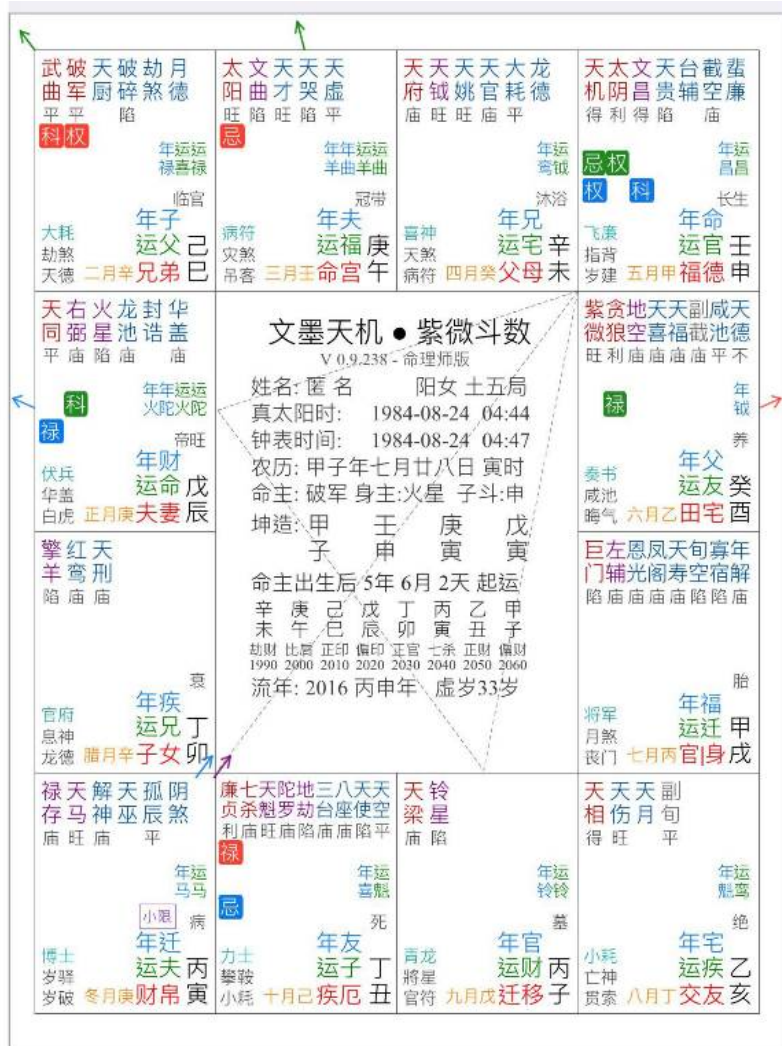 武破天破劫月
曲军厨碎煞德
平平 陷
科权
年运运
禄喜禄
临官
大耗
劫煞
天德
年子
运父
二月辛
兄弟
己
巳
太文天天天
阳曲才哭虚
旺陷旺陷平
忌
年年运运
羊曲羊曲
冠带
病符
灾煞
吊客
年夫
运福
三月壬
命宫
庚
午
天天天天大龙
府钺姚官耗德
庙旺旺庙平
年运
鸾钺
沐浴
喜神
天煞
病符
年兄
运宅
四月癸
父母
辛
未
天太文天台截蜚
机阴昌贵辅空廉
得利得陷 庙
忌权
权 科
年运
昌昌
长生
飞廉
指背
岁建
年命
运官
五月甲
福德
壬
申
天右火龙封华
同弼星池诰盖
平庙陷庙 庙
科
禄
年年运运
火陀火陀
帝旺
伏兵
华盖
白虎
年财
运命
正月庚
夫妻
戊
辰
文墨天机 ● 紫微斗数
V 0.9.238 - 命理师版
姓名: 匿名 阳女 土五局
真太阳时: 1984-08-24 04:44
钟表时间: 1984-08-24 04:47
农历: 甲子年七月廿八日 寅时
命主: 破军 身主:火星 子斗:申
坤造: 甲 壬 庚 戊
子 申 寅 寅
命主出生后 5年 6月 2天 起运
辛 庚 己 戊 丁 丙 乙 甲
未 午 巳 辰 卯 寅 丑 子
劫财 比肩 正印 偏印 正官 七杀 正财 偏财
1990 2000 2010 2020 2030 2040 2050 2060
流年: 2016 丙申年 虚岁33岁
紫贪地天天副咸天
微狼空喜福截池德
旺利庙庙庙庙平不
禄
年
钺
养
奏书
咸池
晦气
年父
运友
六月乙
田宅
癸
酉
擎红天
羊鸾刑
陷庙庙
衰
官府
息神
龙德
年疾
运兄
腊月辛
子女
丁
卯
巨左恩凤天旬寡年
门辅光阁寿空宿解
陷庙庙庙庙陷陷庙
胎
将军
月煞
丧门
年福
运迁
七月丙
官|身
甲
戌
禄天解天孤阴
存马神巫辰煞
庙旺庙 平
年运
马马
小限
病
博士
岁驿
岁破
年迁
运夫
冬月庚
财帛
丙
寅
廉七天陀地三八天天
贞杀魁罗劫台座使空
利庙旺庙陷庙庙陷平
禄
忌
年运
喜魁
死
力士
攀鞍
小耗
年友
运子
十月己
疾厄
丁
丑
天铃
梁星
庙陷
年运
铃铃
墓
青龙
將星
官符
年官
运财
九月戊
迁移
丙
子
天天天副
相伤月旬
得旺 平
年运
魁鸾
绝
小耗
亡神
贯索
年宅
运疾
八月丁
交友
乙
亥